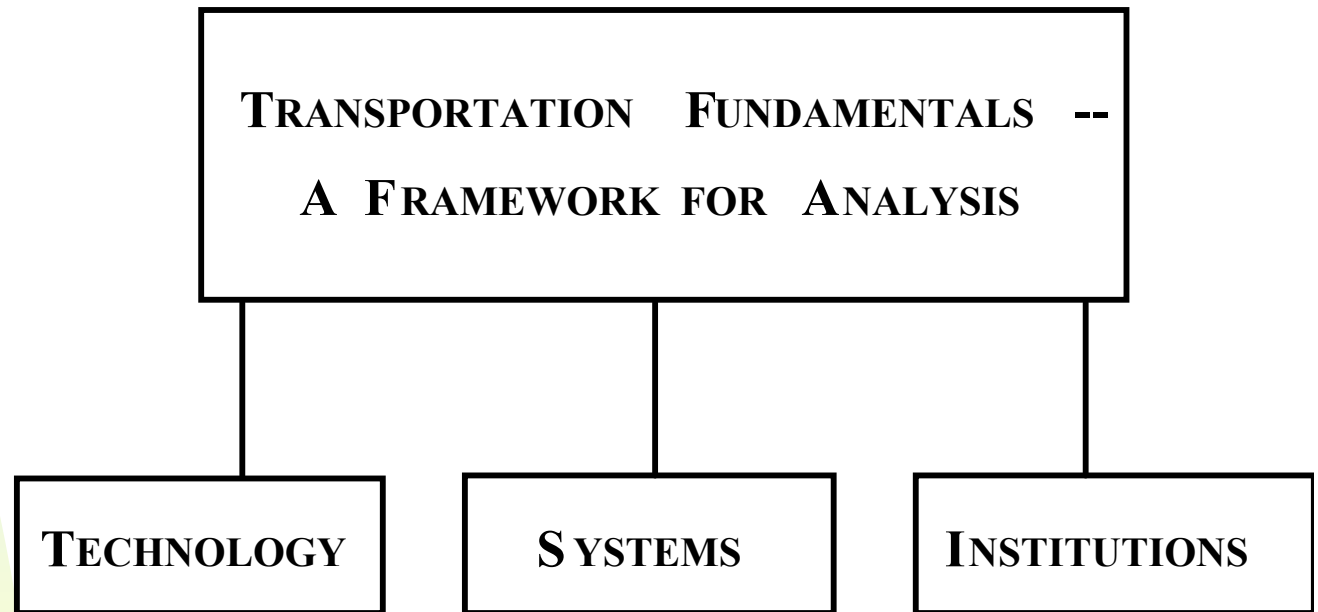 TRANSPORTATION FUNDAMENTALS --
A FRAMEWORK FOR ANALYSIS
TECHNOLOGY
SYSTEMS
INSTITUTIONS